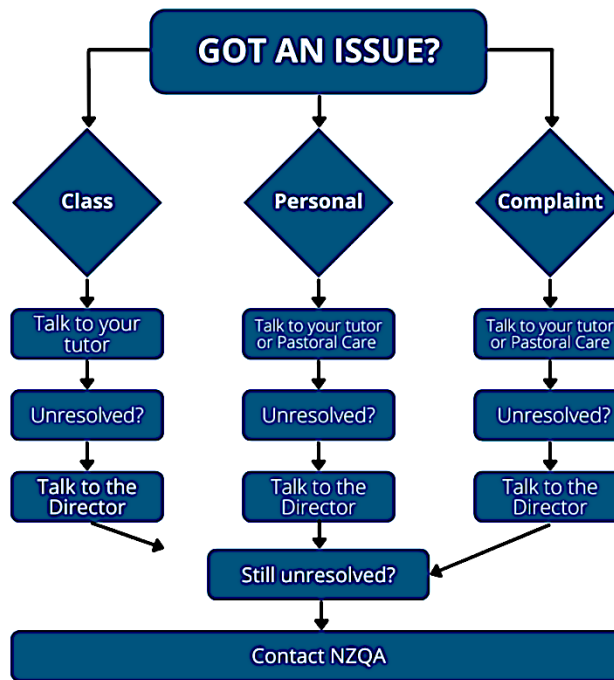 GOT AN ISSUE?
Class
Personal
Complaint
Talk to your
tutor
Talk to your tutor
or Pastoral Care
Talk to your tutor
or Pastoral Care
Unresolved?
Unresolved?
Unresolved?
Talk to the
Director
Talk to the
Director
Talk to the
Director
Still unresolved?
Contact NZQA